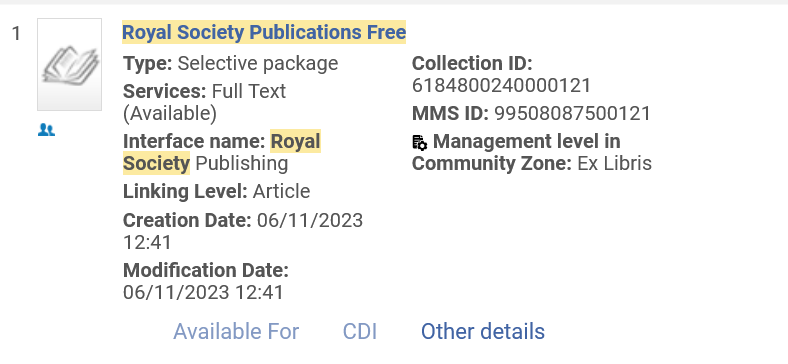 1
Royal Society Publications Free
Type: Selective package
Services: Full Text
(Available)
Interface name: Royal
Society Publishing
Linking Level: Article
Creation Date: 06/11/2023
12:41
Modification Date:
06/11/2023 12:41
Collection ID:
6184800240000121
MMS ID: 99508087500121
Management level in
Community Zone: Ex Libris
Available For CDI Other details